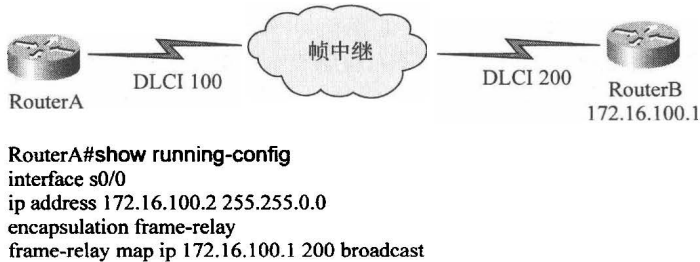 帧中继
DLCI 100
DLCI 200
RouterA
RouterB
172.16.100.1
RouterA#show running-config
interface s0/0
ip address 172.16.100.2 255.255.0.0
encapsulation frame-relay
frame-relay map ip 172.16.100.1 200 broadcast